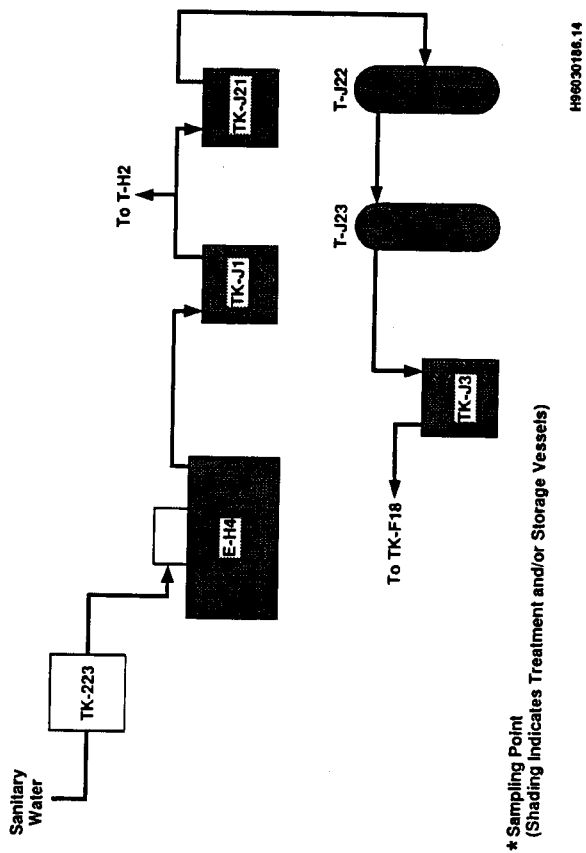 Sanitary
Water
TK-223
E-H4
TK-J1
To T-H2
TK-J21
T-J22
T-J23
TK-J3
To TK-F18
* Sampling Point
(Shading Indicates Treatment and/or Storage Vessels)
H96030186.14